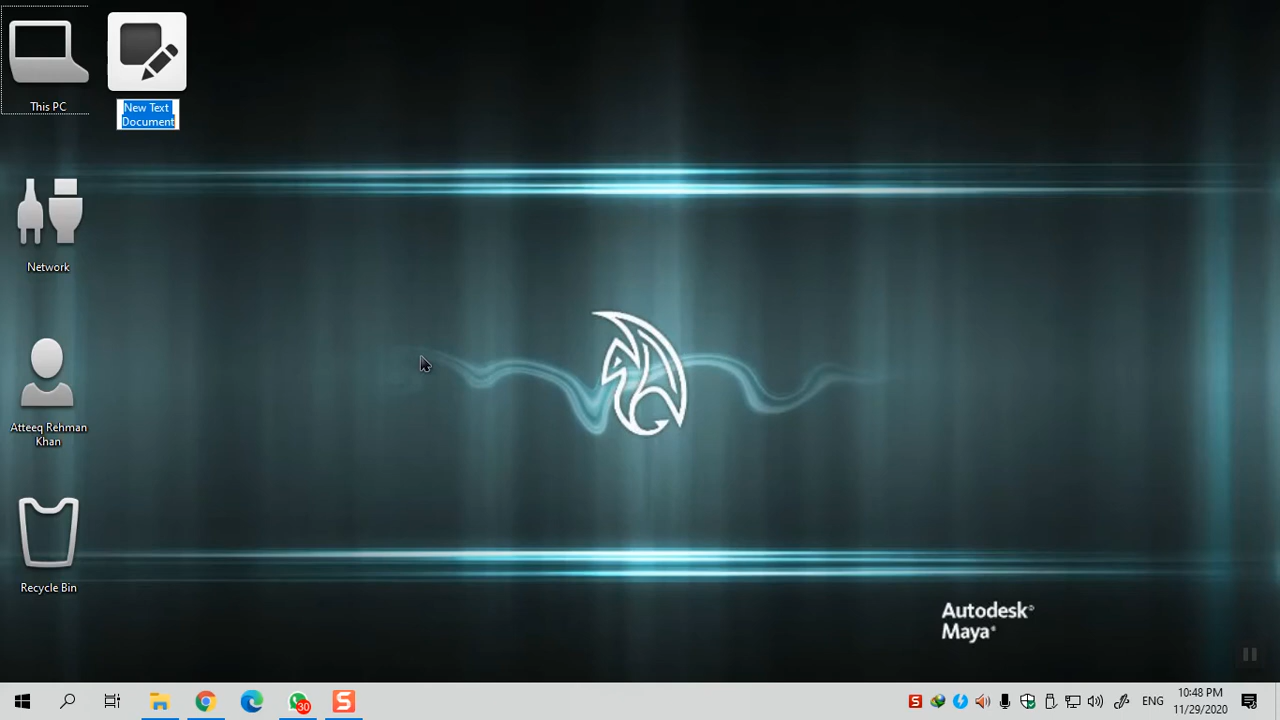 This PC
New Text
Document
Network
Atteeq Rehman
Khan
Recycle Bin
Autodesk®
Maya®
30
S
S
ENG
10:48 PM
11/29/2020